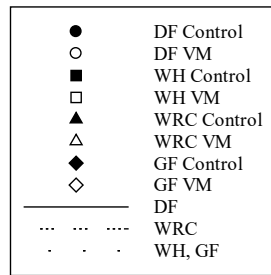 DF Control
DF VM
WH Control
WH VM
WRC Control
WRC VM
GF Control
GF VM
DF
WRC
WH, GF